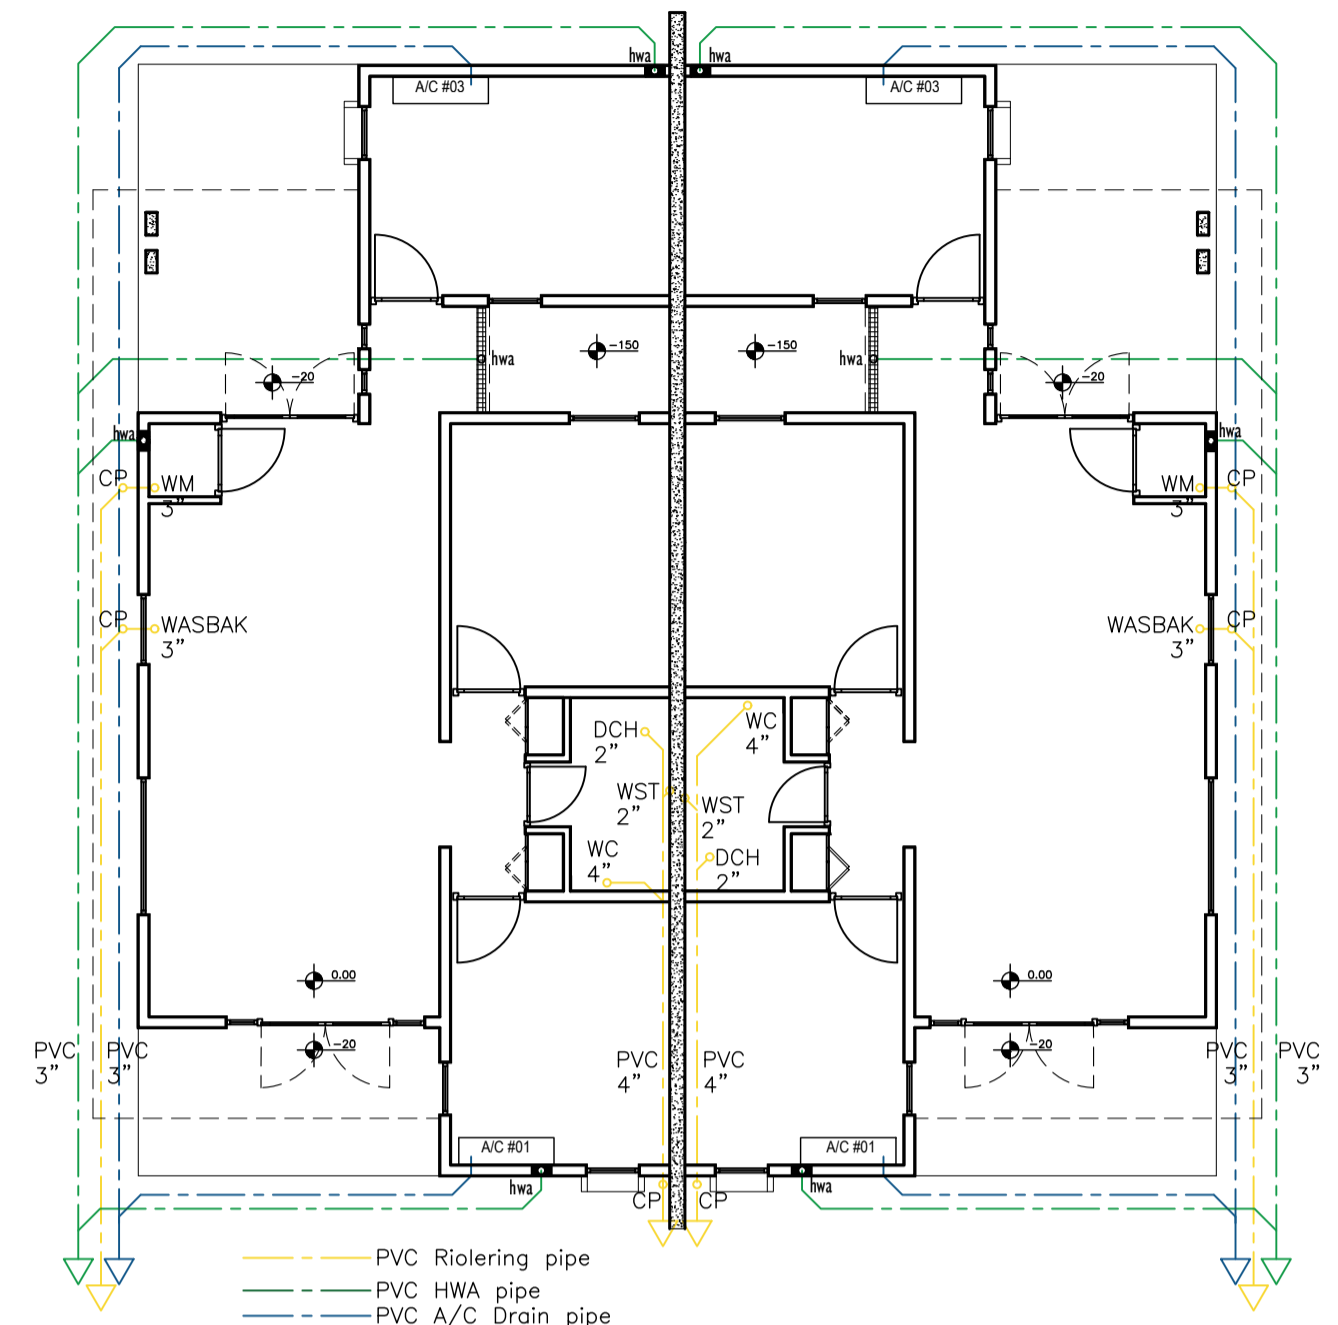 hwa
hwa
A/C #03
A/C #03
-150
-150
hwa
hwa
-20
-20
hwa
hwa
CP
WM
3"
WM
3"
CP
CP
WASBAK
3"
WASBAK
3"
CP
DCH
2"
WC
4"
WST
2"
WST
2"
WC
4"
DCH
2"
0.00
0.00
-20
-20
PVC
3"
PVC
3"
PVC
4"
PVC
4"
PVC
3"
PVC
3"
A/C #01
A/C #01
hwa
CP
CP
hwa
PVC Riolering pipe
PVC HWA pipe
PVC A/C Drain pipe